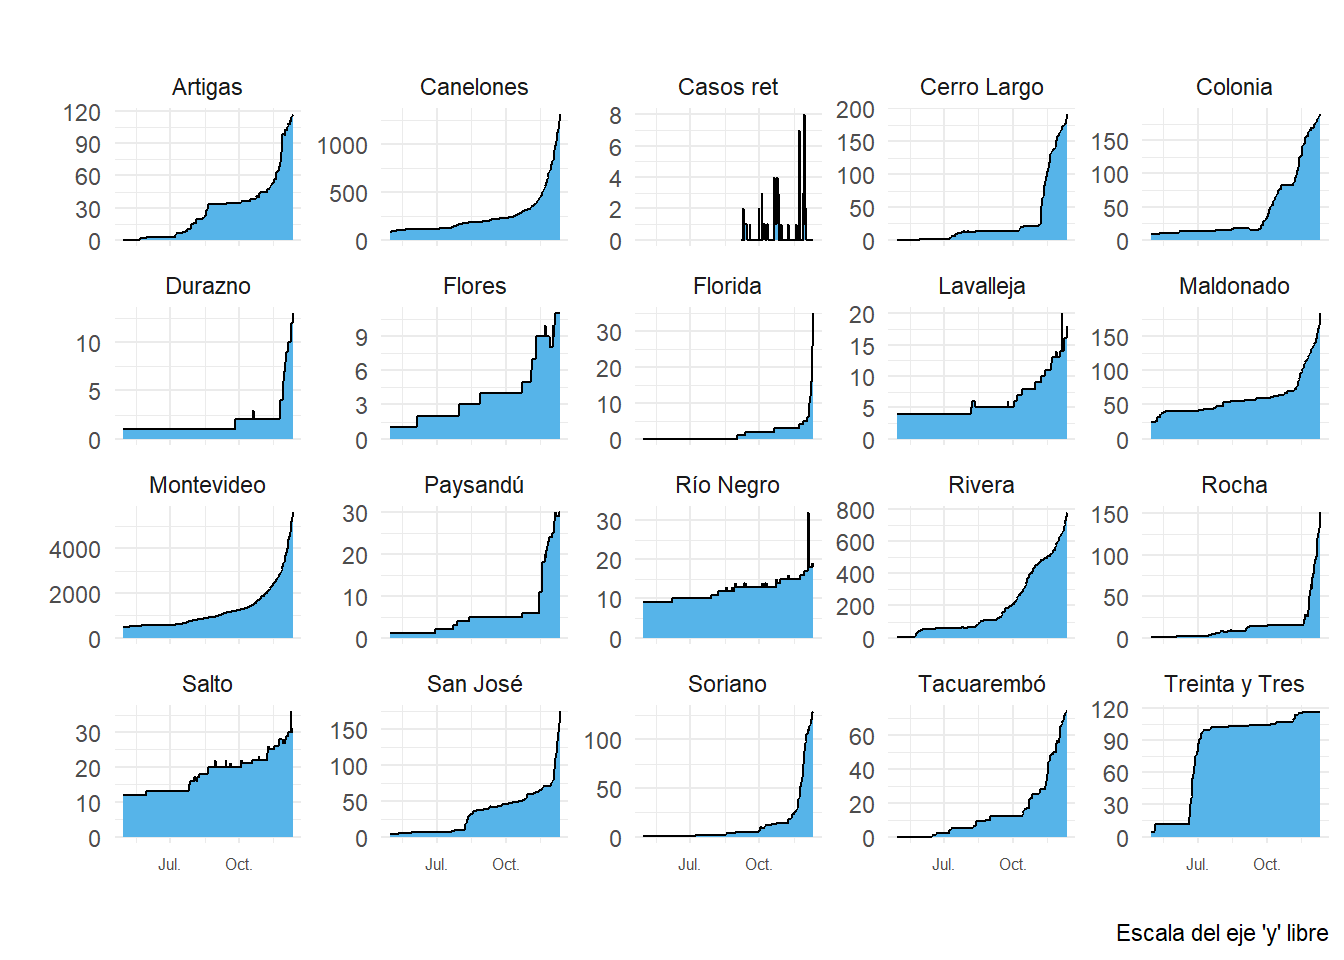 Artigas Canelones Casos ret Cerro Largo Colonia
120 90 60 30 0
1000 500 0
8 6 4 2 0
200 150 100 50 0
150 100 50 0
Durazno Flores Florida Lavalleja Maldonado
10 5 0
9 6 3 0
30 20 10 0
20 15 10 5 0
150 100 50 0
Montevideo Paysandú Río Negro Rivera Rocha
4000 2000 0
30 20 10 0
30 20 10 0
800 600 400 200 0
150 100 50 0
Salto San José Soriano Tacuarembó Treinta y Tres
30 20 10 0
150 100 50 0
100 50 0
60 40 20 0
120 90 60 30 0
Jul. Oct. Jul. Oct. Jul. Oct. Jul. Oct. Jul. Oct.
Escala del eje 'y' libre